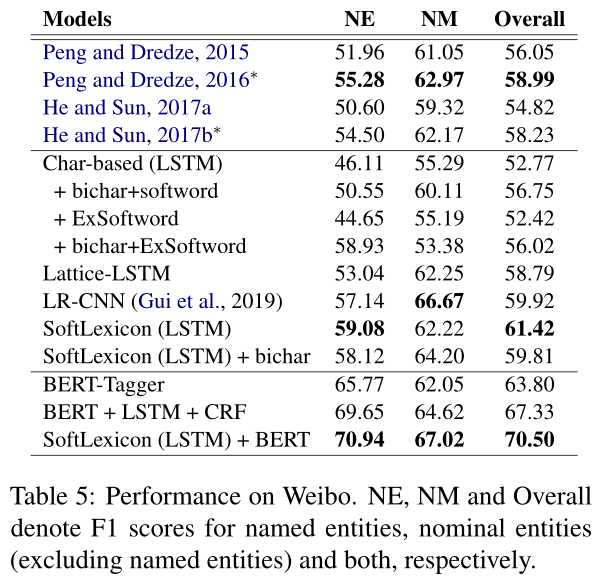 Models NE NM Overall
Peng and Dredze, 2015 51.96 61.05 56.05
Peng and Dredze, 2016* 55.28 62.97 58.99
He and Sun, 2017a 50.60 59.32 54.82
He and Sun, 2017b* 54.50 62.17 58.23
Char-based (LSTM) 46.11 55.29 52.77
+ bichar+softword 50.55 60.11 56.75
+ ExSoftword 44.65 55.19 52.42
+ bichar+ExSoftword 58.93 53.38 56.02
Lattice-LSTM 53.04 62.25 58.79
LR-CNN (Gui et al., 2019) 57.14 66.67 59.92
SoftLexicon (LSTM) 59.08 62.22 61.42
SoftLexicon (LSTM) + bichar 58.12 64.20 59.81
BERT-Tagger 65.77 62.05 63.80
BERT + LSTM + CRF 69.65 64.62 67.33
SoftLexicon (LSTM) + BERT 70.94 67.02 70.50
Table 5: Performance on Weibo. NE, NM and Overall
denote F1 scores for named entities, nominal entities
(excluding named entities) and both, respectively.